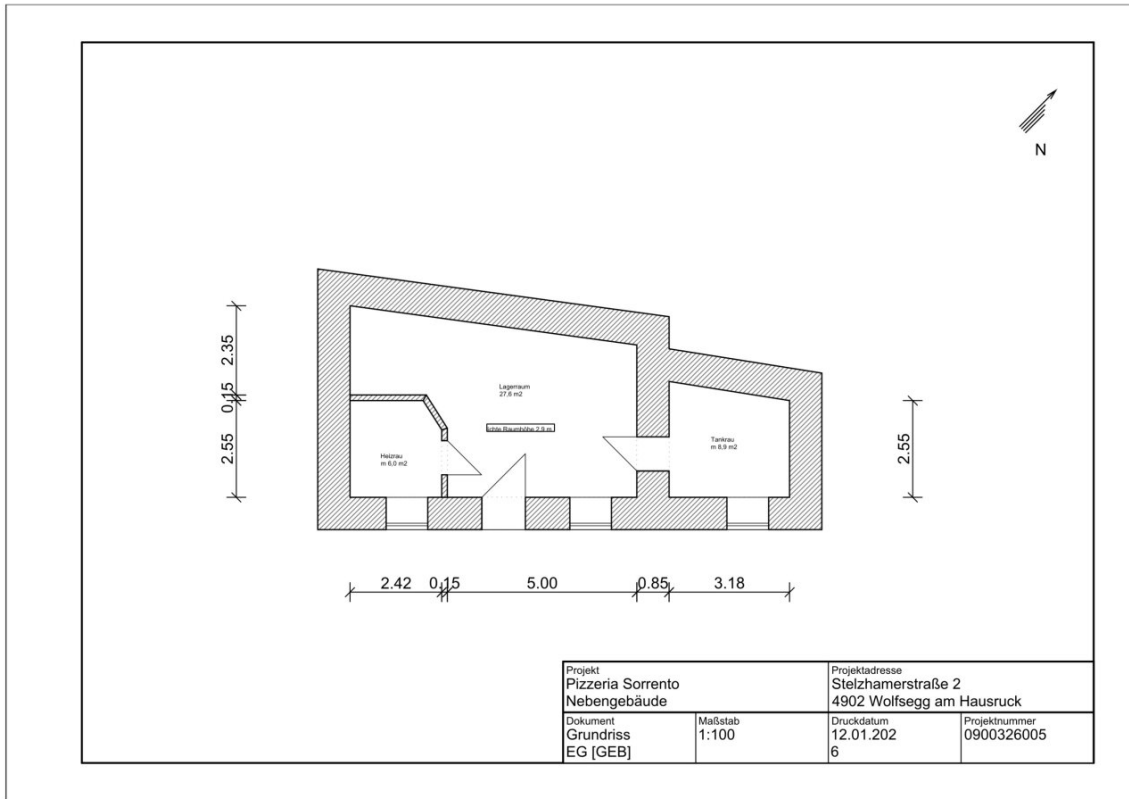 N
2.35
0.15
2.55
Lagerraum
27,6 m2
Heizrau
m 6,0 m2
Tankrau
m 6,9 m2
2.55
2.42 0.15 5.00 0.85 3.18
Projekt
Pizzeria Sorrento
Nebengebäude
Projektadresse
Stelzhamerstraße 2
4902 Wolfsegg am Hausruck
Dokument
Grundriss
EG [GEB]
Maßstab
1:100
Druckdatum
12.01.202
6
Projektnummer
0900326005